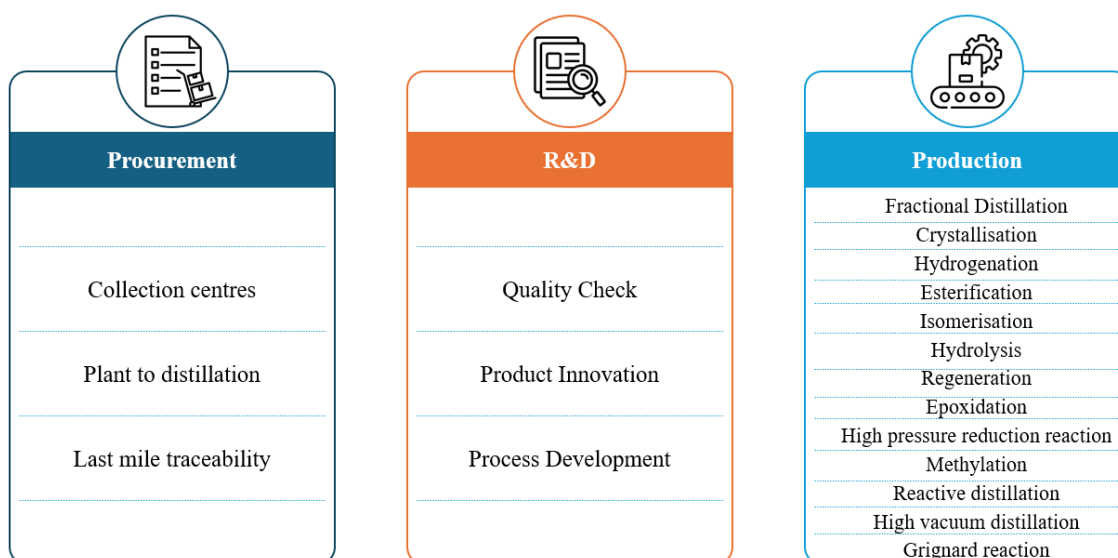 Procurement
Collection centres
Plant to distillation
Last mile traceability
R&D
Quality Check
Product Innovation
Process Development
Production
Fractional Distillation
Crystallisation
Hydrogenation
Esterification
Isomerisation
Hydrolysis
Regeneration
Epoxidation
High pressure reduction reaction
Methylation
Reactive distillation
High vacuum distillation
Grignard reaction